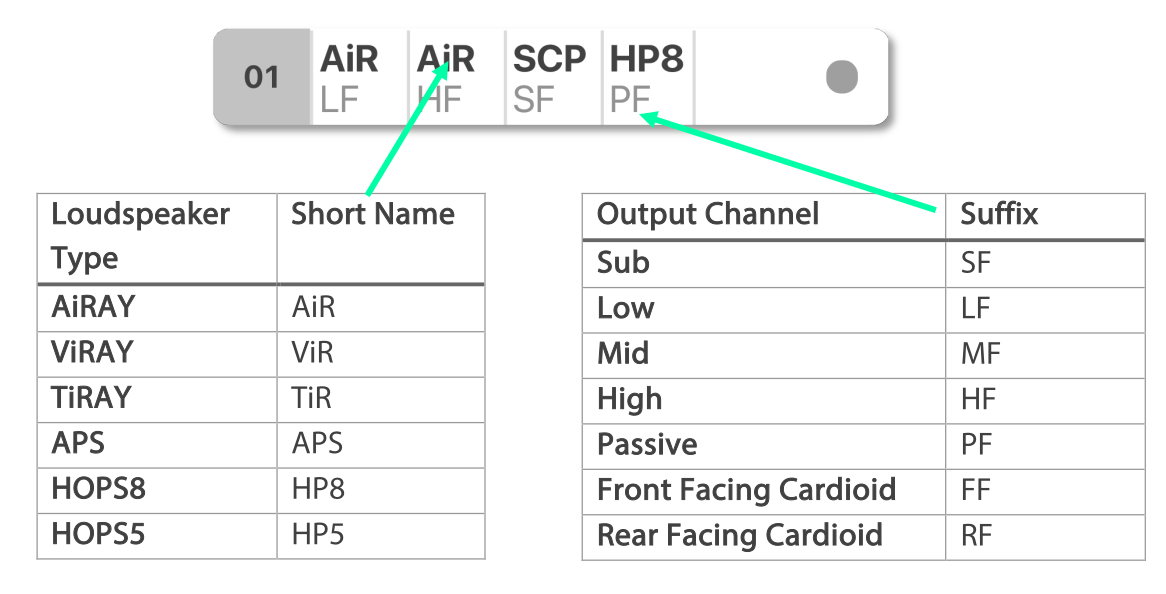 01 AiR AiR SCP HP8
LF HF SF PF
Loudspeaker Type Short Name
AiRAY AiR
ViRAY ViR
TiRAY TiR
APS APS
HOPS8 HP8
HOPS5 HP5
Output Channel Suffix
Sub SF
Low LF
Mid MF
High HF
Passive PF
Front Facing Cardioid FF
Rear Facing Cardioid RF